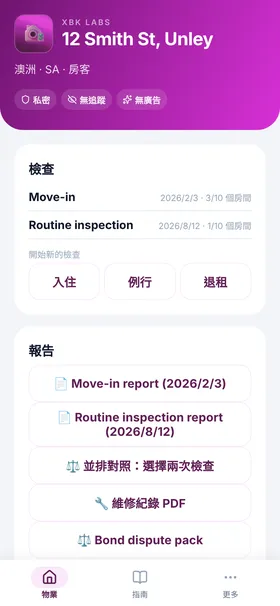 XBK LABS
12 Smith St, Unley
澳洲 · SA · 房客
私密
無追蹤
無廣告
檢查
Move-in
2026/2/3 · 3/10 個房間
Routine inspection
2026/8/12 · 1/10 個房間
開始新的檢查
入住
例行
退租
報告
📄 Move-in report (2026/2/3)
📄 Routine inspection report
(2026/8/12)
⚖️ 並排對照：選擇兩次檢查
🔧 維修紀錄 PDF
⚖️ Bond dispute pack
物業
指南
更多